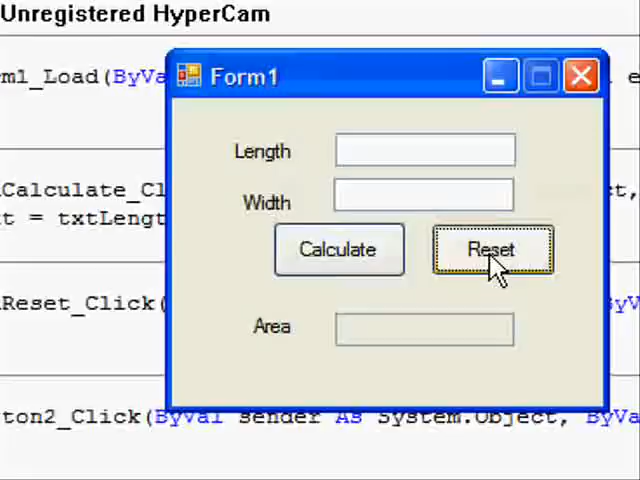 Unregistered HyperCam
rm1_Load(ByVa
Form1
Length
Calculate_Cl
Width
t = txtLengt
Calculate
Reset
Reset_Click(
Area
ton2_Click(ByVal sender As System.Object, ByVa